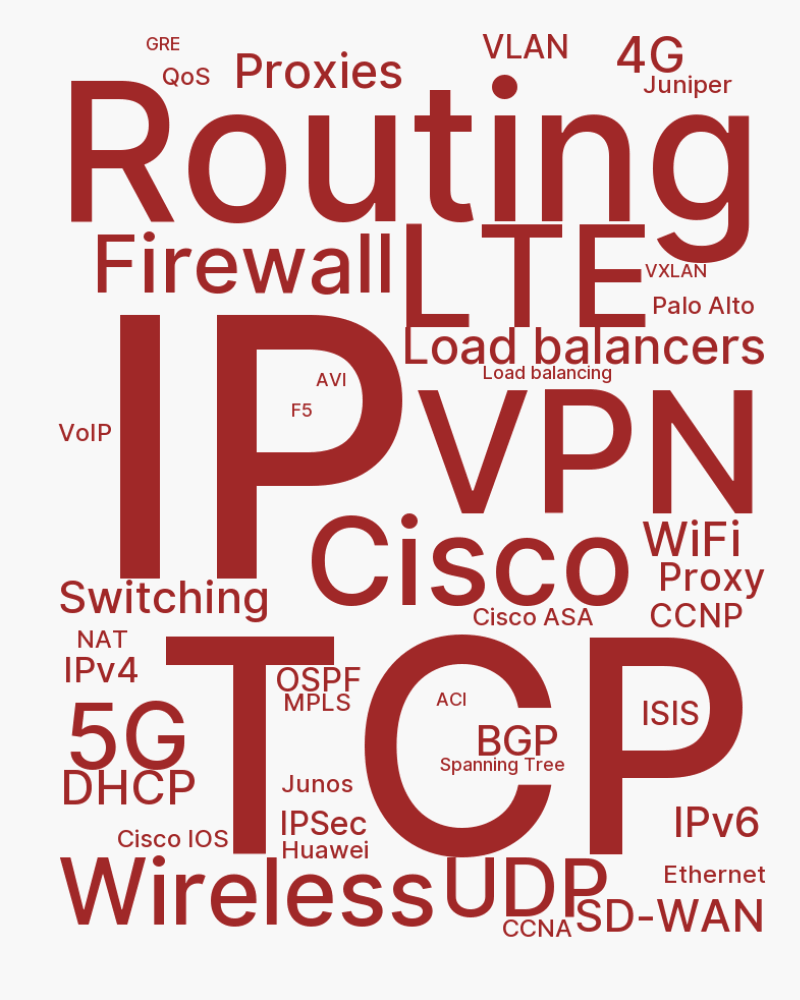 GRE
VLAN
4G
QoS
Proxies
Juniper
Routing
Firewall
LTE
VXLAN
Palo Alto
Load balancers
Load balancing
IP
AVI
F5
VoIP
VPN
Cisco
WiFi
Proxy
Switching
Cisco ASA
CCNP
NAT
IPv4
TCP
OSPF
MPLS
ACI
ISIS
5G
BGP
Spanning Tree
DHCP
Junos
IPSec
IPv6
Cisco IOS
Huawei
Wireless
UDP
Ethernet
SD-WAN
CCNA